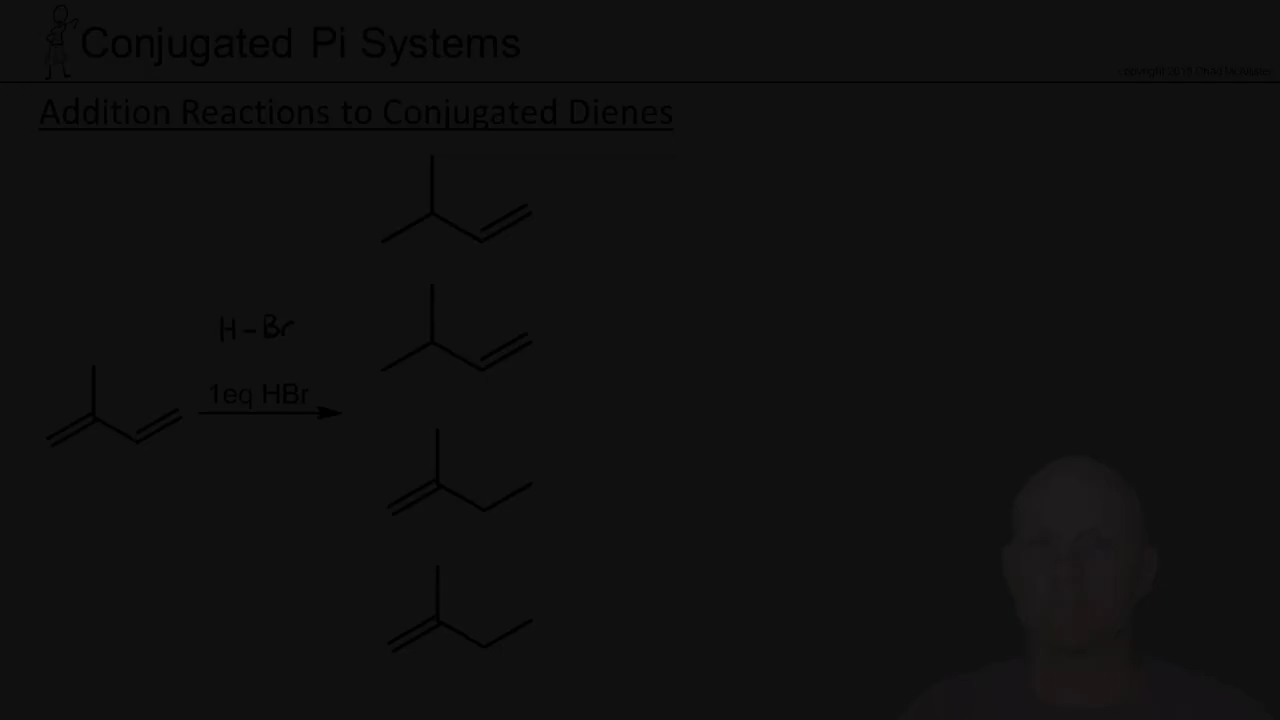 Conjugated Pi Systems
Addition Reactions to Conjugated Dienes
H-Br
1eq HBr